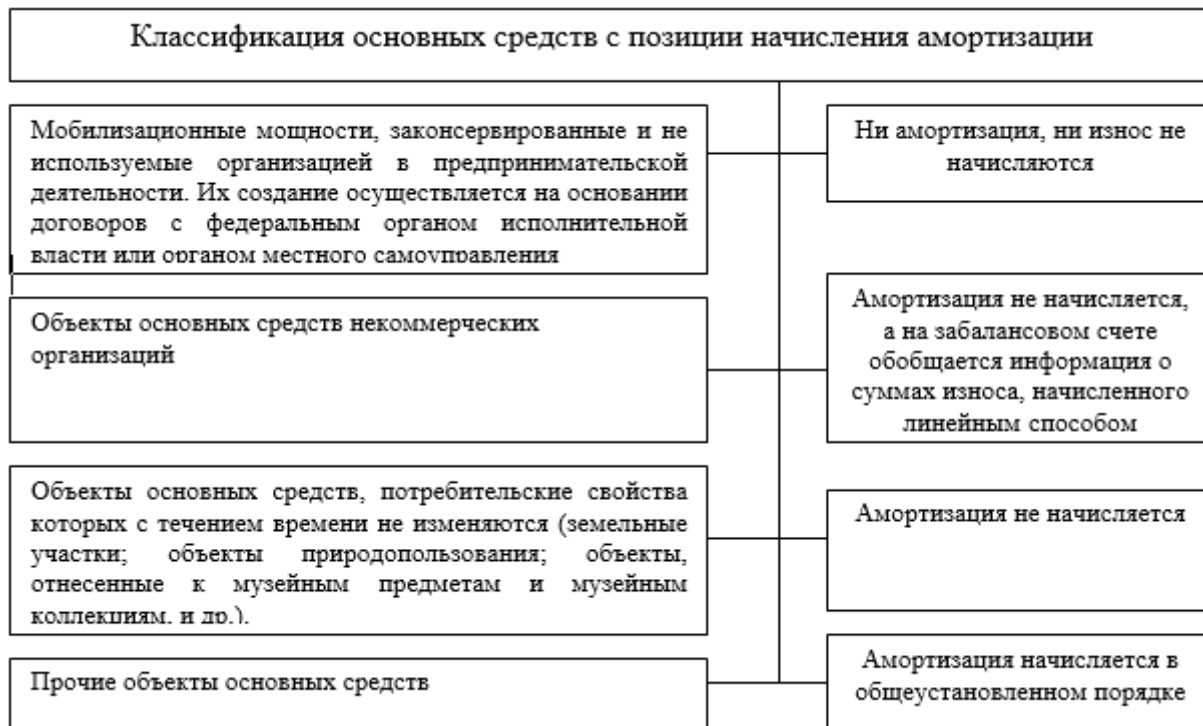 Классификация основных средств с позиции начисления амортизации
Мобилизационные мощности, законсервированные и не
используемые организацией в предпринимательской
деятельности. Их создание осуществляется на основании
договоров с федеральным органом исполнительной
власти или органом местного самоуправления
Ни амортизация, ни износ не
начисляются
Объекты основных средств некоммерческих
организаций
Амортизация не начисляется,
а на забалансовом счете
обобщается информация о
суммах износа, начисленного
линейным способом
Объекты основных средств, потребительские свойства
которых с течением времени не изменяются (земельные
участки; объекты природопользования; объекты,
отнесенные к музейным предметам и музейным
коллекциям, и др.).
Амортизация не начисляется
Прочие объекты основных средств
Амортизация начисляется в
общеустановленном порядке